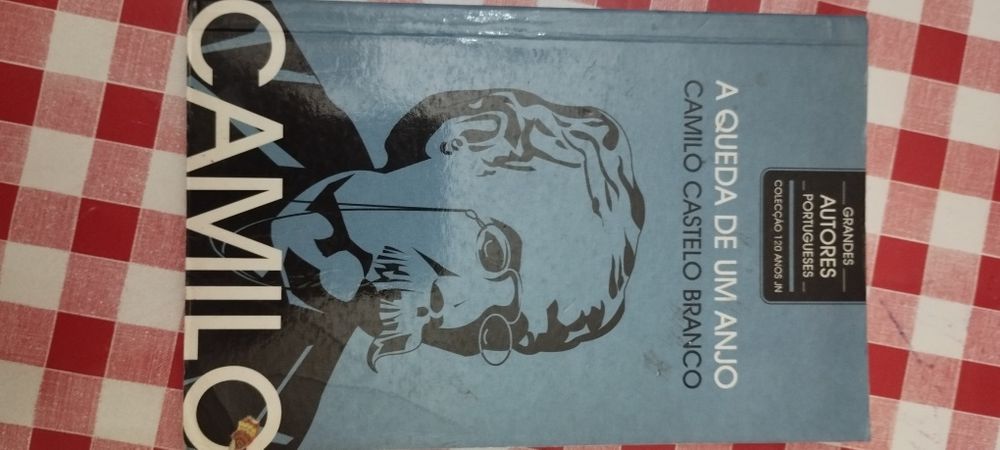 GRANDES
AUTORES
PORTUGUESES
COLECÇÃO 120 ANOS JN
A QUEDA DE UM ANJO
CAMILO CASTELO BRANCO
CAMILO